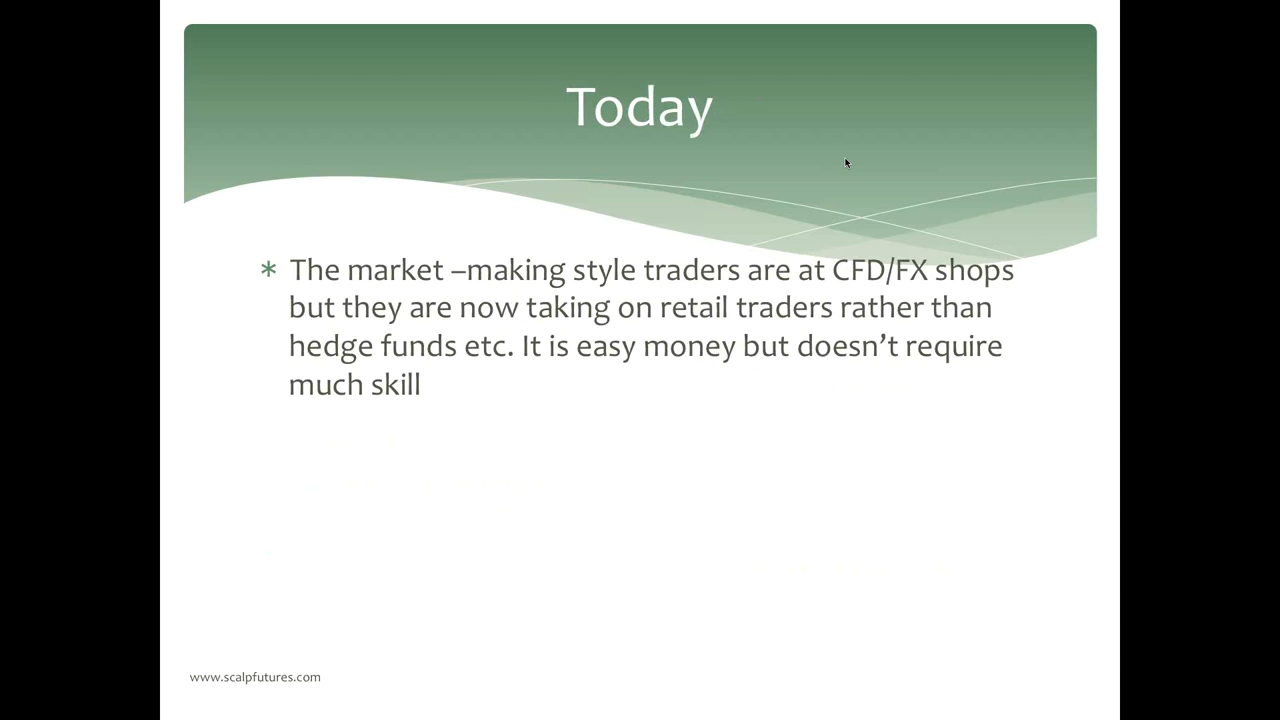 Today
* The market –making style traders are at CFD/FX shops
but they are now taking on retail traders rather than
hedge funds etc. It is easy money but doesn’t require
much skill
www.scalpfutures.com